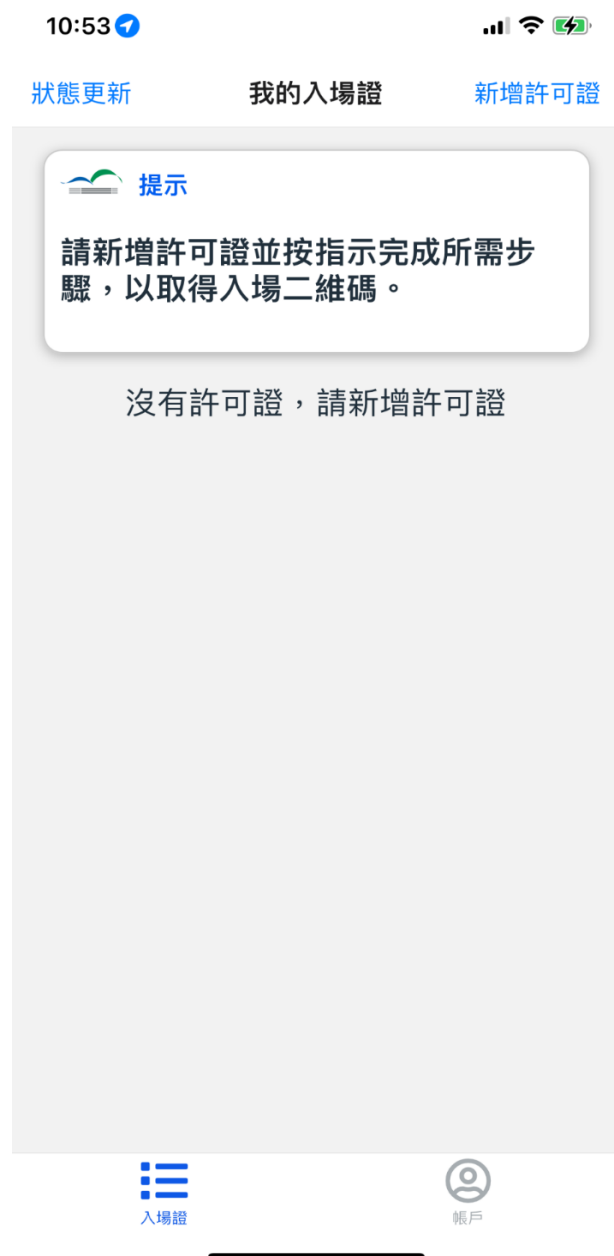 10:53
狀態更新
我的入場證
新增許可證
提示
請新增許可證並按指示完成所需步
驟，以取得入場二維碼。
沒有許可證，請新增許可證
入場證
帳戶